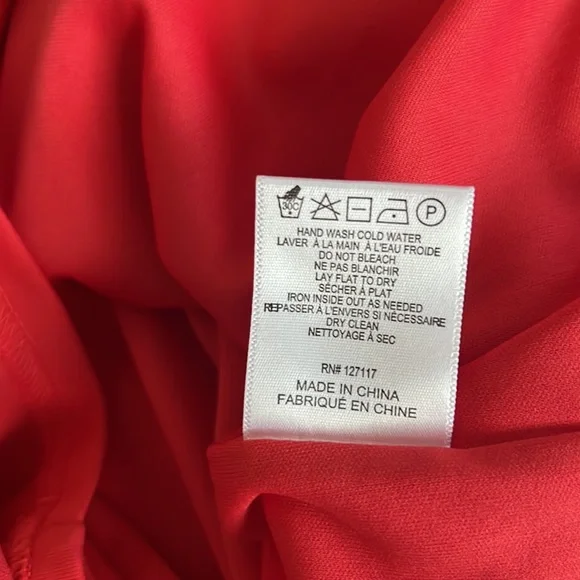 30C P
HAND WASH COLD WATER
LAVER À LA MAIN À L'EAU FROIDE
DO NOT BLEACH
NE PAS BLANCHIR
LAY FLAT TO DRY
SÉCHER À PLAT
IRON INSIDE OUT AS NEEDED
REPASSER À L'ENVERS SI NÉCESSAIRE
DRY CLEAN
NETTOYAGE À SEC
RN# 127117
MADE IN CHINA
FABRIQUÉ EN CHINE